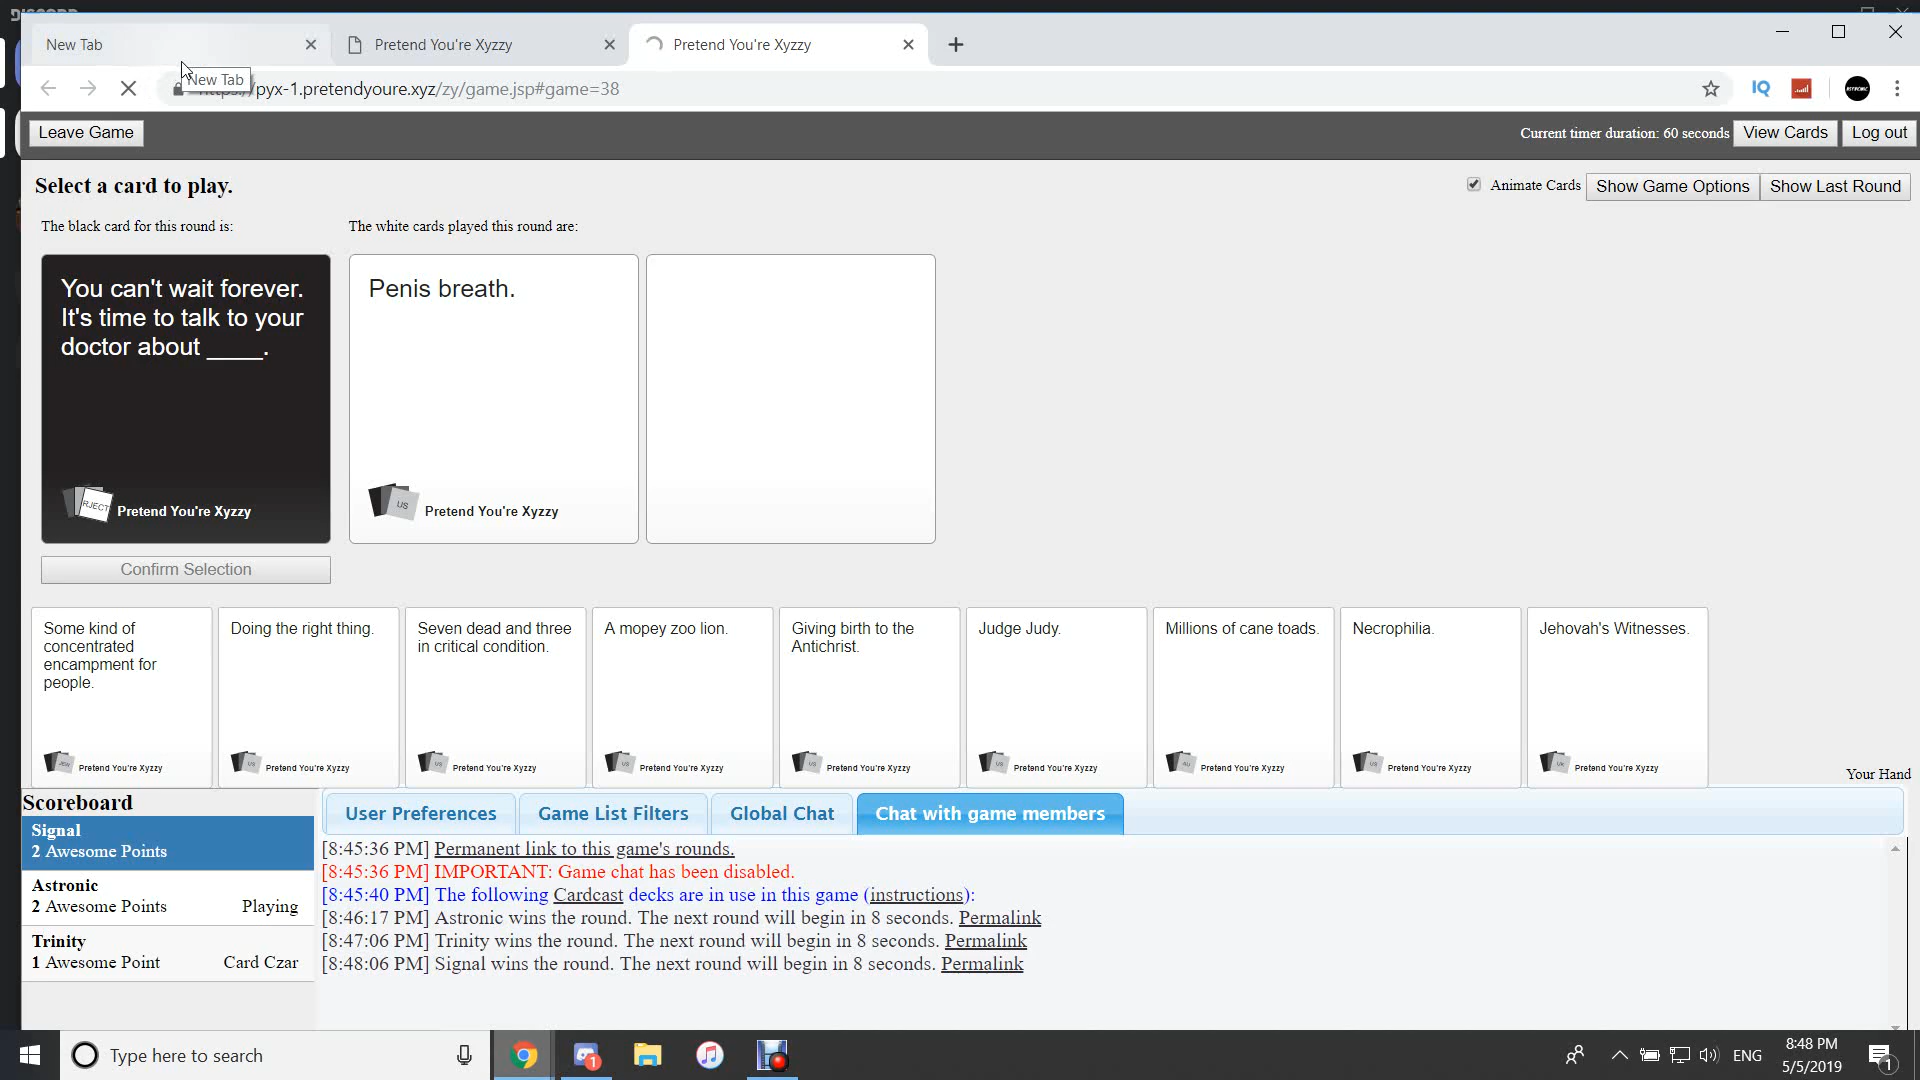 DISCORD
New Tab
Pretend You're Xyzzy
Pretend You're Xyzzy
New Tab
pyx-1.pretendyoure.xyz/zy/game.jsp#game=38
IQ
Leave Game
Current timer duration: 60 seconds
View Cards
Log out
Select a card to play.
Animate Cards
Show Game Options
Show Last Round
The black card for this round is:
The white cards played this round are:
You can't wait forever.
It's time to talk to your
doctor about ____.
RJECT
Pretend You're Xyzzy
Penis breath.
US
Pretend You're Xyzzy
Confirm Selection
Some kind of
concentrated
encampment for
people.
Pretend You're Xyzzy
Doing the right thing.
US
Pretend You're Xyzzy
Seven dead and three
in critical condition.
US
Pretend You're Xyzzy
A mopey zoo lion.
US
Pretend You're Xyzzy
Giving birth to the
Antichrist.
US
Pretend You're Xyzzy
Judge Judy.
US
Pretend You're Xyzzy
Millions of cane toads.
AU
Pretend You're Xyzzy
Necrophilia.
US
Pretend You're Xyzzy
Jehovah's Witnesses.
UK
Pretend You're Xyzzy
Your Hand
Scoreboard
Signal
2 Awesome Points
Astronic
2 Awesome Points
Playing
Trinity
1 Awesome Point
Card Czar
User Preferences
Game List Filters
Global Chat
Chat with game members
[8:45:36 PM] Permanent link to this game's rounds.
[8:45:36 PM] IMPORTANT: Game chat has been disabled.
[8:45:40 PM] The following Cardcast decks are in use in this game (instructions):
[8:46:17 PM] Astronic wins the round. The next round will begin in 8 seconds. Permalink
[8:47:06 PM] Trinity wins the round. The next round will begin in 8 seconds. Permalink
[8:48:06 PM] Signal wins the round. The next round will begin in 8 seconds. Permalink
Type here to search
1
ENG
8:48 PM
5/5/2019
1